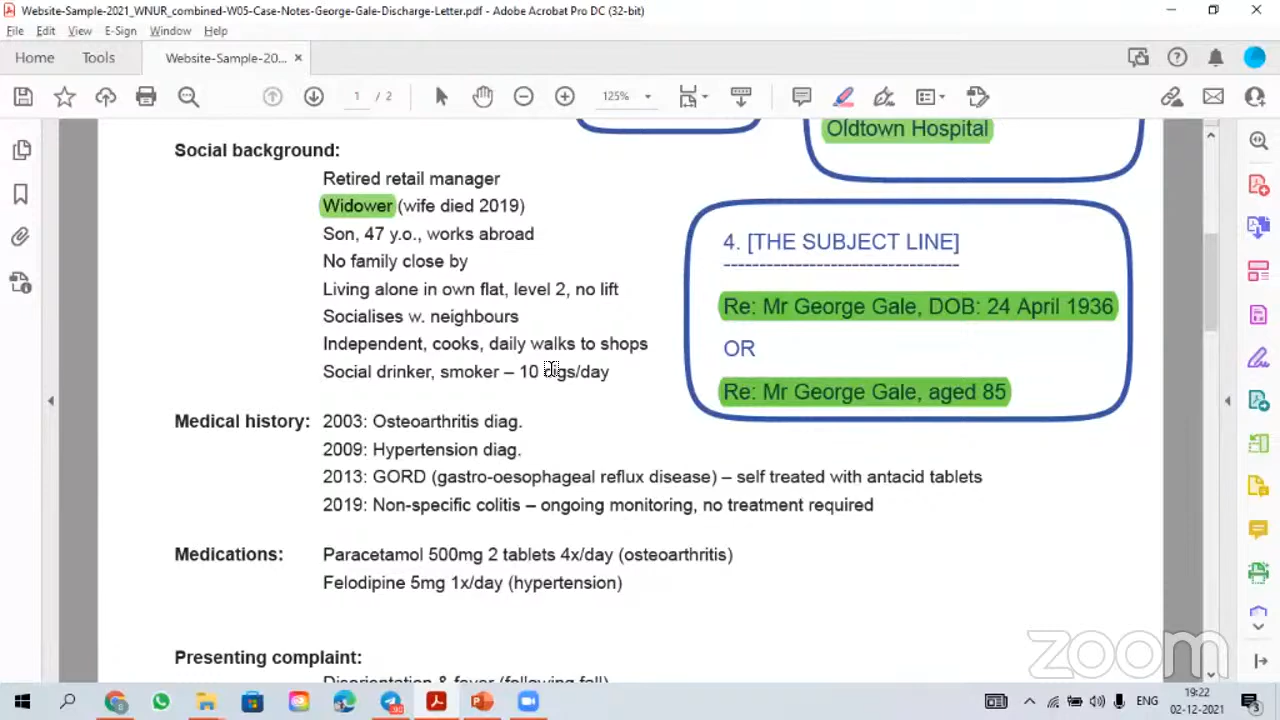 Website-Sample-2021_WNUR_combined-W05-Case-Notes-George-Gale-Discharge-Letter.pdf - Adobe Acrobat Pro DC (32-bit)
File Edit View E-Sign Window Help
Home Tools Website-Sample-20... ×
1 / 2 125%
Oldtown Hospital
Social background:
Retired retail manager
Widower (wife died 2019)
Son, 47 y.o., works abroad
No family close by
Living alone in own flat, level 2, no lift
Socialises w. neighbours
Independent, cooks, daily walks to shops
Social drinker, smoker – 10 cigs/day
4. [THE SUBJECT LINE]
---------------------------------
Re: Mr George Gale, DOB: 24 April 1936
OR
Re: Mr George Gale, aged 85
Medical history: 2003: Osteoarthritis diag.
2009: Hypertension diag.
2013: GORD (gastro-oesophageal reflux disease) – self treated with antacid tablets
2019: Non-specific colitis – ongoing monitoring, no treatment required
Medications: Paracetamol 500mg 2 tablets 4x/day (osteoarthritis)
Felodipine 5mg 1x/day (hypertension)
Presenting complaint:
Disorientation & fever (following fall)
zoom
ENG
19:22
02-12-2021